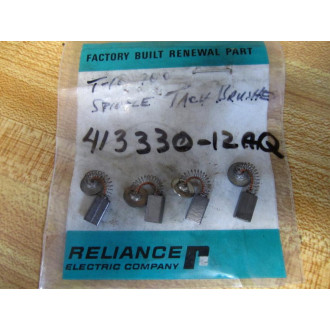 FACTORY BUILT RENEWAL PART
SPINDLE TACH BRUSHES
413330-12AQ
RELIANCE
ELECTRIC COMPANY